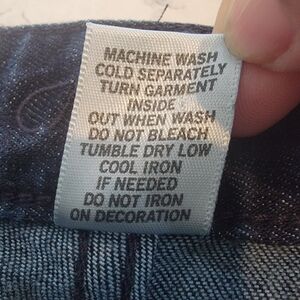 MACHINE WASH
COLD SEPARATELY
TURN GARMENT
INSIDE
OUT WHEN WASH
DO NOT BLEACH
TUMBLE DRY LOW
COOL IRON
IF NEEDED
DO NOT IRON
ON DECORATION